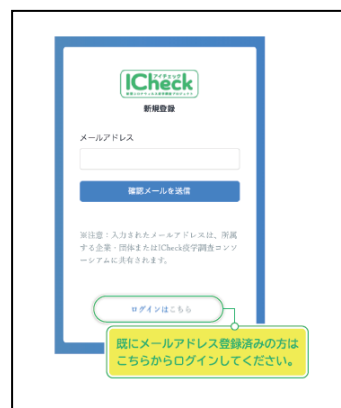 アイチェック
ICheck
新規登録
メールアドレス
確認メールを送信
※注意：入力されたメールアドレスは、所属
する企業・団体またはICheck疫学調査コンソ
ーシアムに共有されます。
ログインはこちら
既にメールアドレス登録済みの方は
こちらからログインしてください。